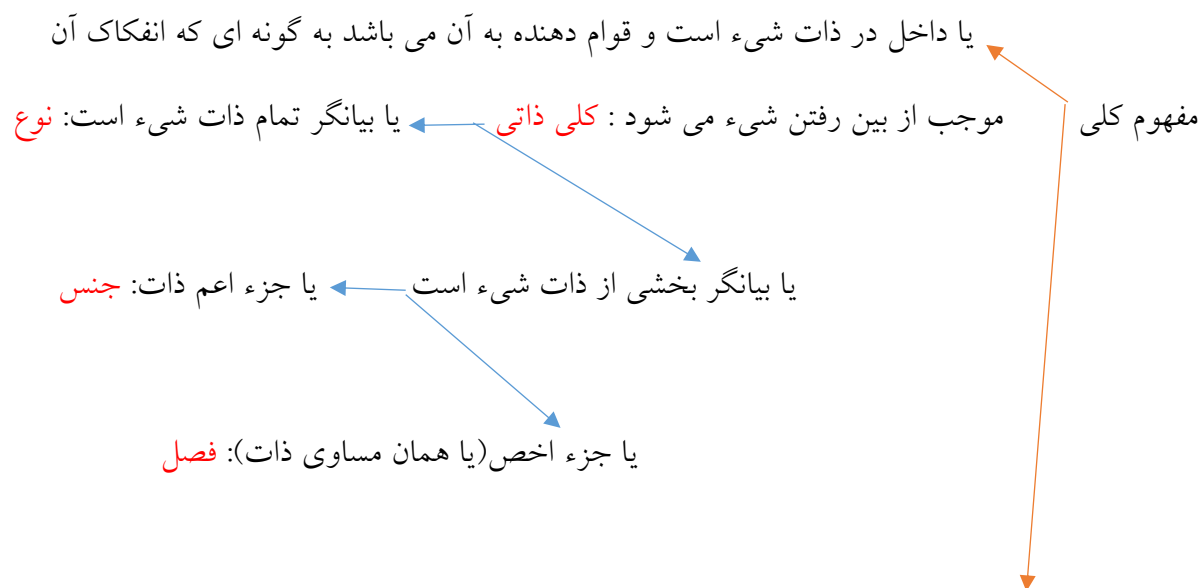 یا داخل در ذات شیء است و قوام دهنده به آن می باشد به گونه ای که انفکاک آن
مفهوم کلی موجب از بین رفتن شیء می شود : کلی ذاتی یا بیانگر تمام ذات شیء است: نوع
یا بیانگر بخشی از ذات شیء است یا جزء اعم ذات: جنس
یا جزء اخص(یا همان مساوی ذات): فصل